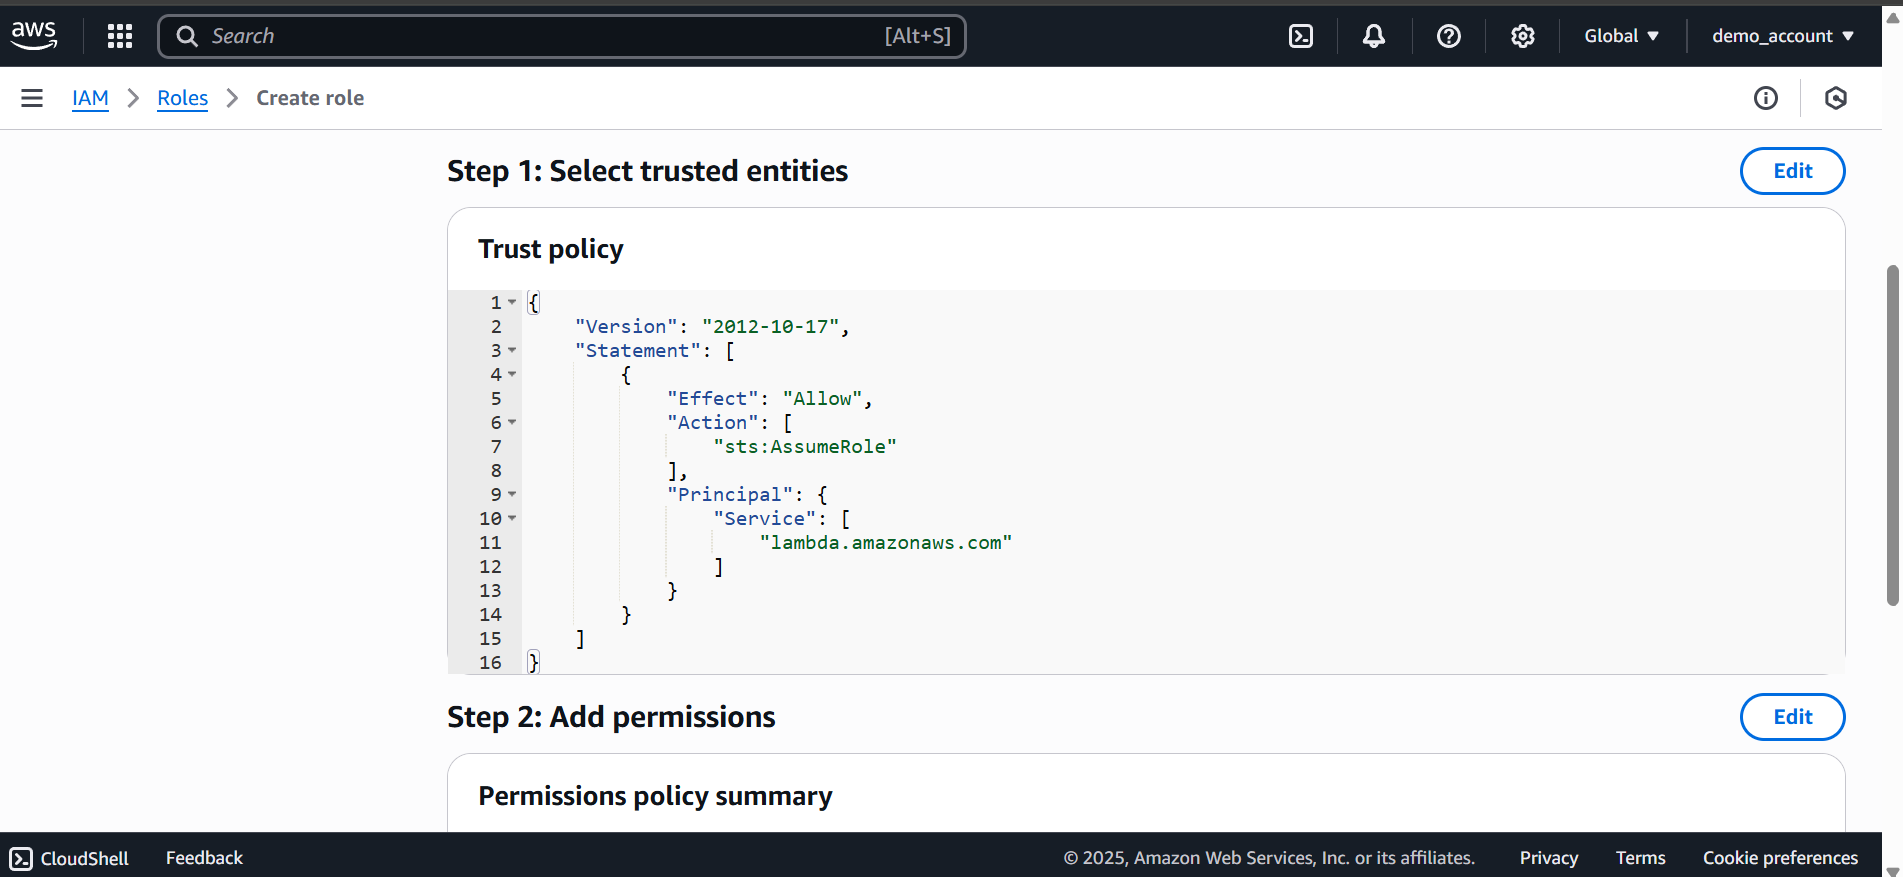 aws
Search [Alt+S]
Global
demo_account
IAM > Roles > Create role
Step 1: Select trusted entities
Edit
Trust policy
1 {
2     "Version": "2012-10-17",
3     "Statement": [
4         {
5             "Effect": "Allow",
6             "Action": [
7                 "sts:AssumeRole"
8             ],
9             "Principal": {
10                 "Service": [
11                     "lambda.amazonaws.com"
12                 ]
13             }
14         }
15     ]
16 }
Step 2: Add permissions
Edit
Permissions policy summary
CloudShell
Feedback
© 2025, Amazon Web Services, Inc. or its affiliates.
Privacy
Terms
Cookie preferences